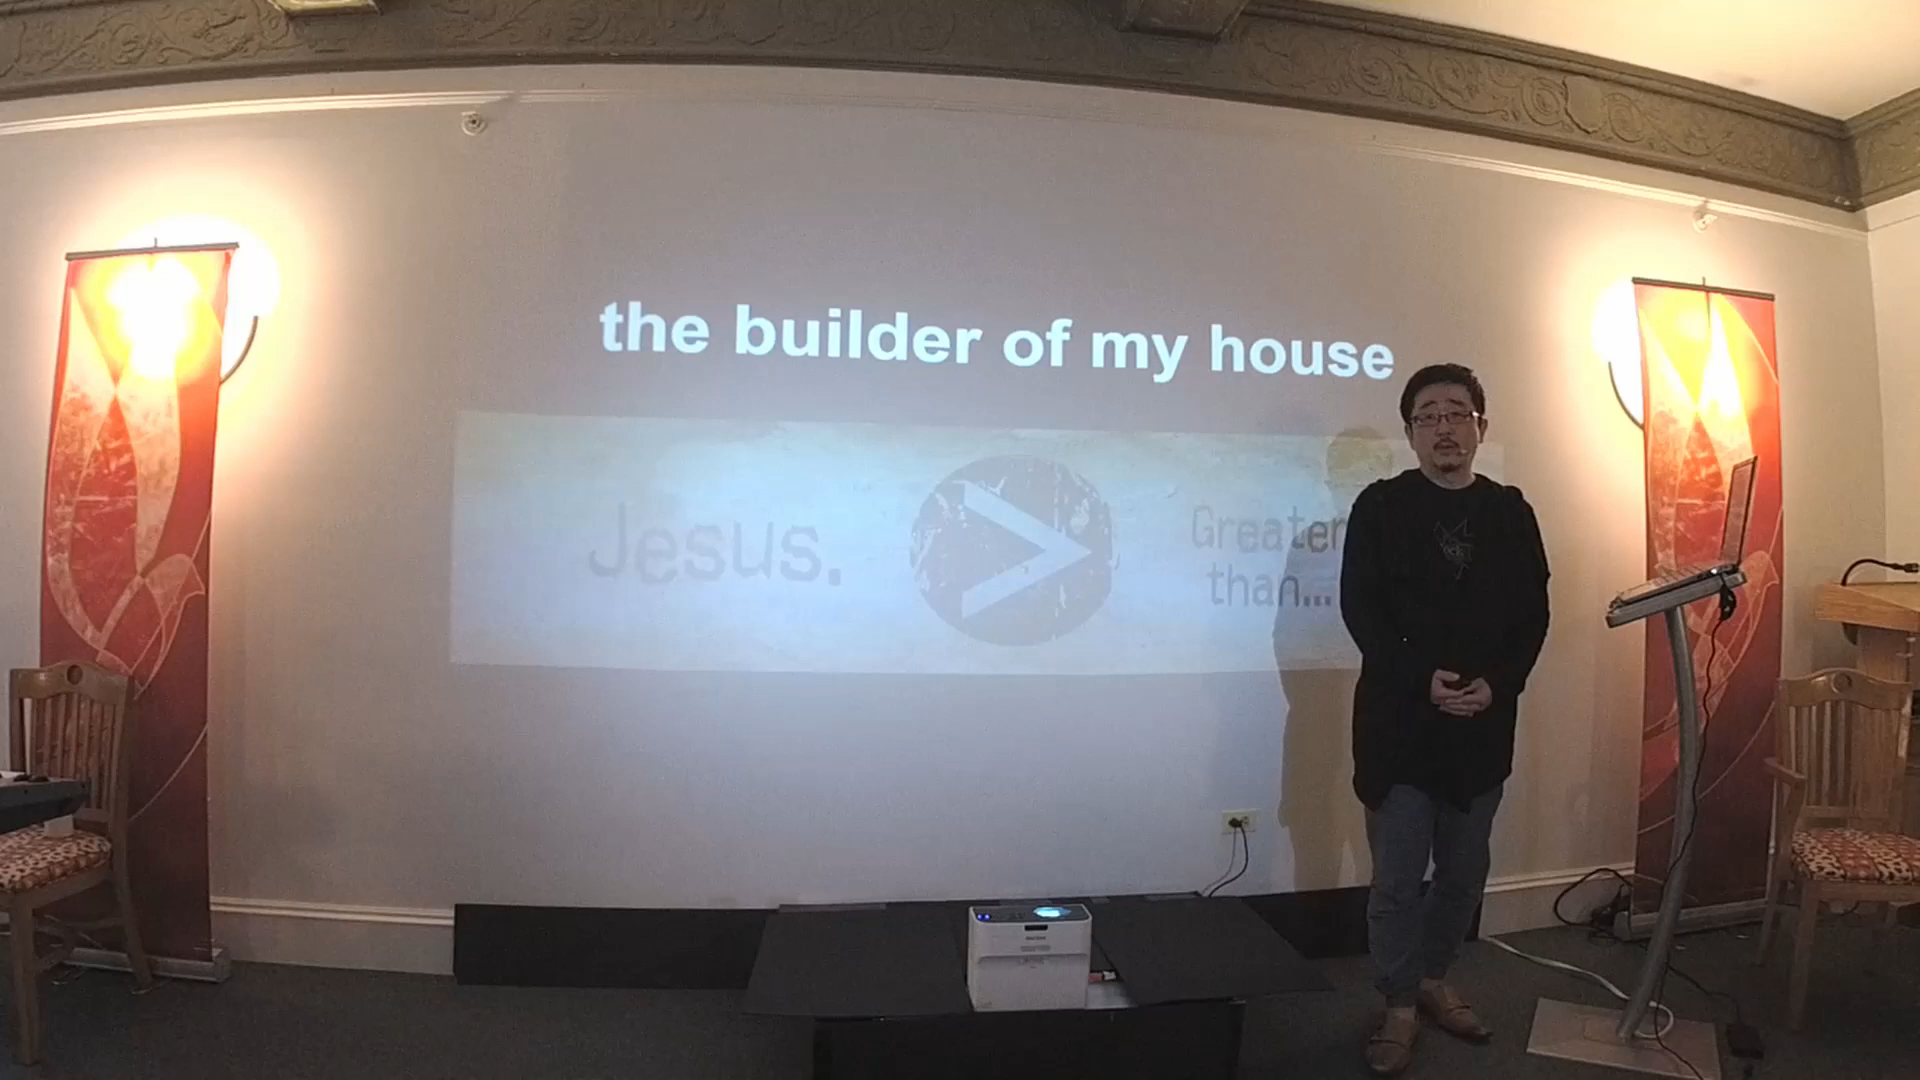 the builder of my house
Jesus.
>
Greater
than...